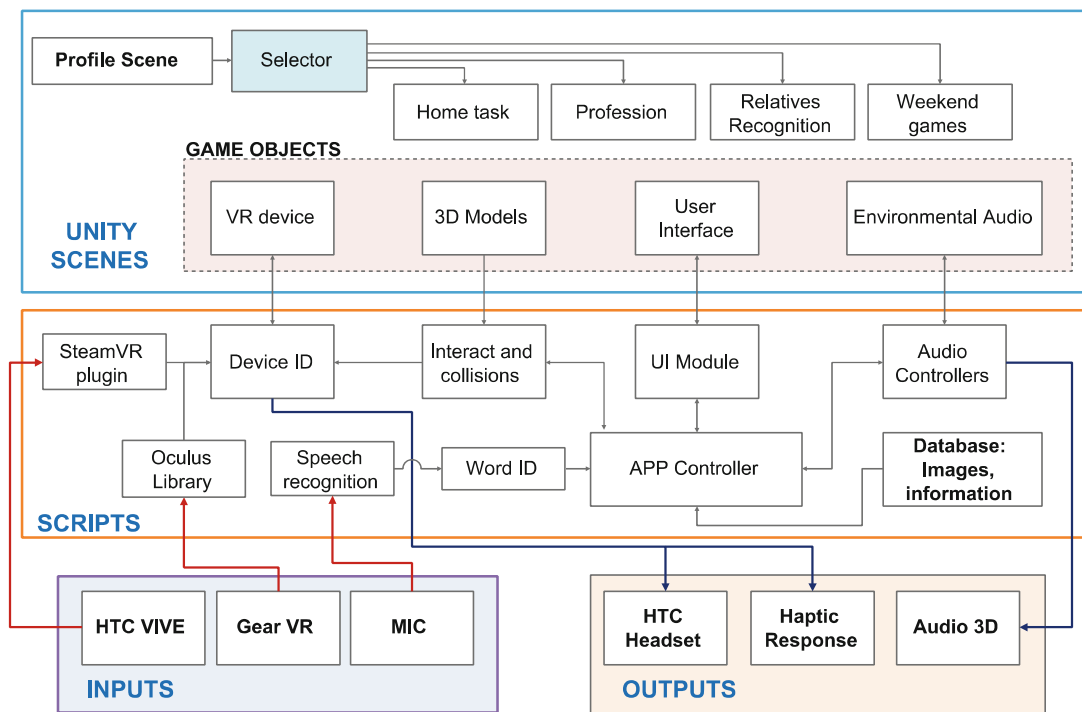 Profile Scene
Selector
Home task
Profession
Relatives
Recognition
Weekend
games
GAME OBJECTS
VR device
3D Models
User
Interface
Environmental Audio
UNITY
SCENES
SteamVR
plugin
Device ID
Interact and
collisions
UI Module
Audio
Controllers
Oculus
Library
Speech
recognition
Word ID
APP Controller
Database:
Images,
information
SCRIPTS
HTC VIVE
Gear VR
MIC
INPUTS
HTC
Headset
Haptic
Response
Audio 3D
OUTPUTS